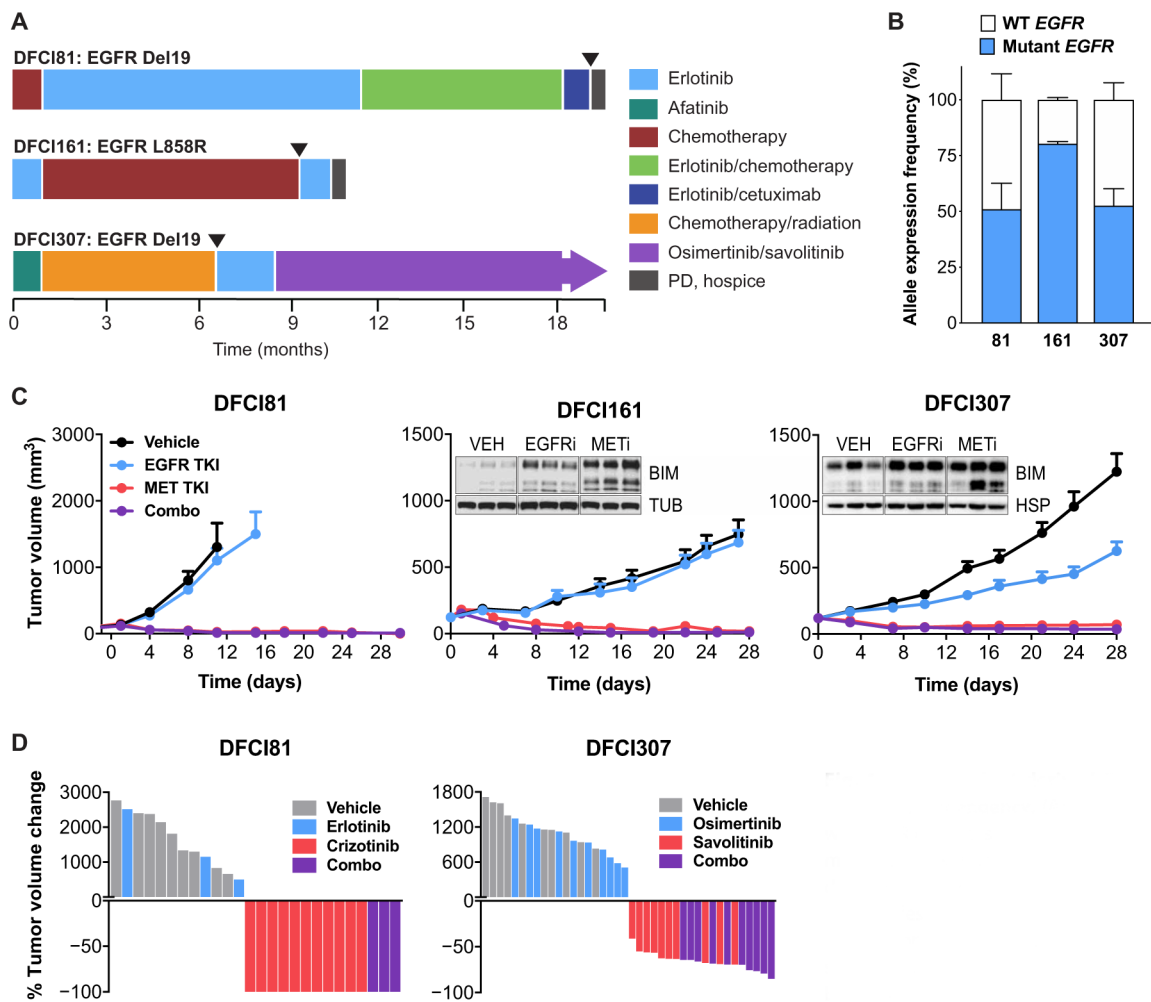 A
DFCI81: EGFR Del19
DFCI161: EGFR L858R
DFCI307: EGFR Del19
0 3 6 9 12 15 18
Time (months)
Erlotinib
Afatinib
Chemotherapy
Erlotinib/chemotherapy
Erlotinib/cetuximab
Chemotherapy/radiation
Osimertinib/savolitinib
PD, hospice
B
WT EGFR
Mutant EGFR
Allele expression frequency (%)
100
75
50
25
0
81 161 307
C
DFCI81
Tumor volume (mm³)
3000
2000
1000
0
Vehicle
EGFR TKI
MET TKI
Combo
0 4 8 12 16 20 24 28
Time (days)
DFCI161
1500
1000
500
0
VEH EGFRi METi
BIM
TUB
0 4 8 12 16 20 24 28
Time (days)
DFCI307
1500
1000
500
0
VEH EGFRi METi
BIM
HSP
0 4 8 12 16 20 24 28
Time (days)
D
DFCI81
% Tumor volume change
3000
2000
1000
0
−50
−100
Vehicle
Erlotinib
Crizotinib
Combo
DFCI307
1800
1200
600
0
−50
−100
Vehicle
Osimertinib
Savolitinib
Combo